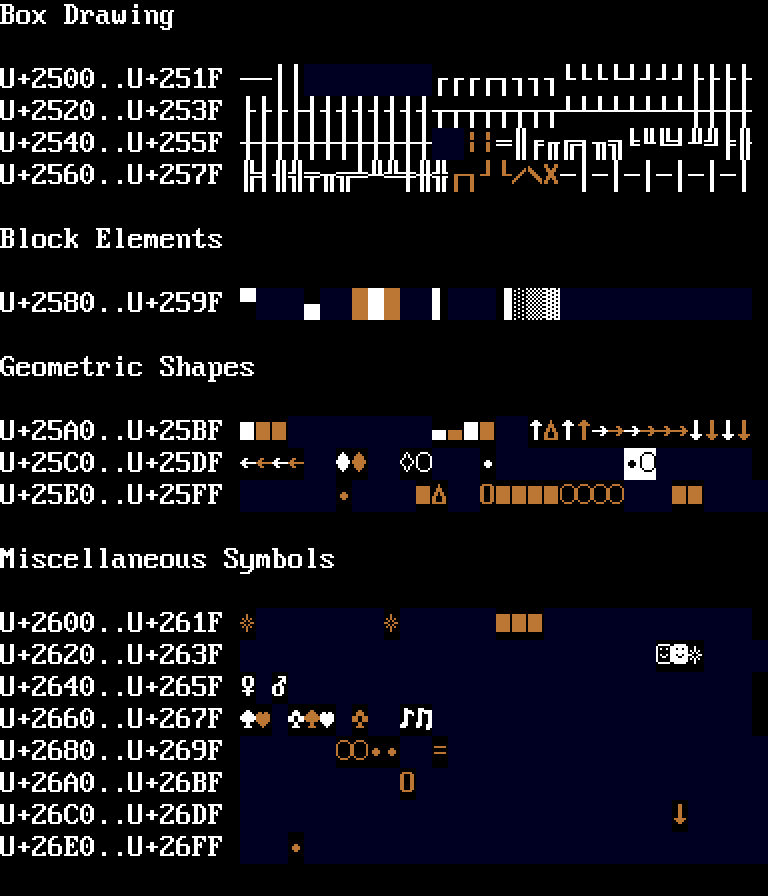 Box Drawing
U+2500..U+251F
U+2520..U+253F
U+2540..U+255F
U+2560..U+257F
Block Elements
U+2580..U+259F
Geometric Shapes
U+25A0..U+25BF
U+25C0..U+25DF
U+25E0..U+25FF
Miscellaneous Symbols
U+2600..U+261F
U+2620..U+263F
U+2640..U+265F
U+2660..U+267F
U+2680..U+269F
U+26A0..U+26BF
U+26C0..U+26DF
U+26E0..U+26FF